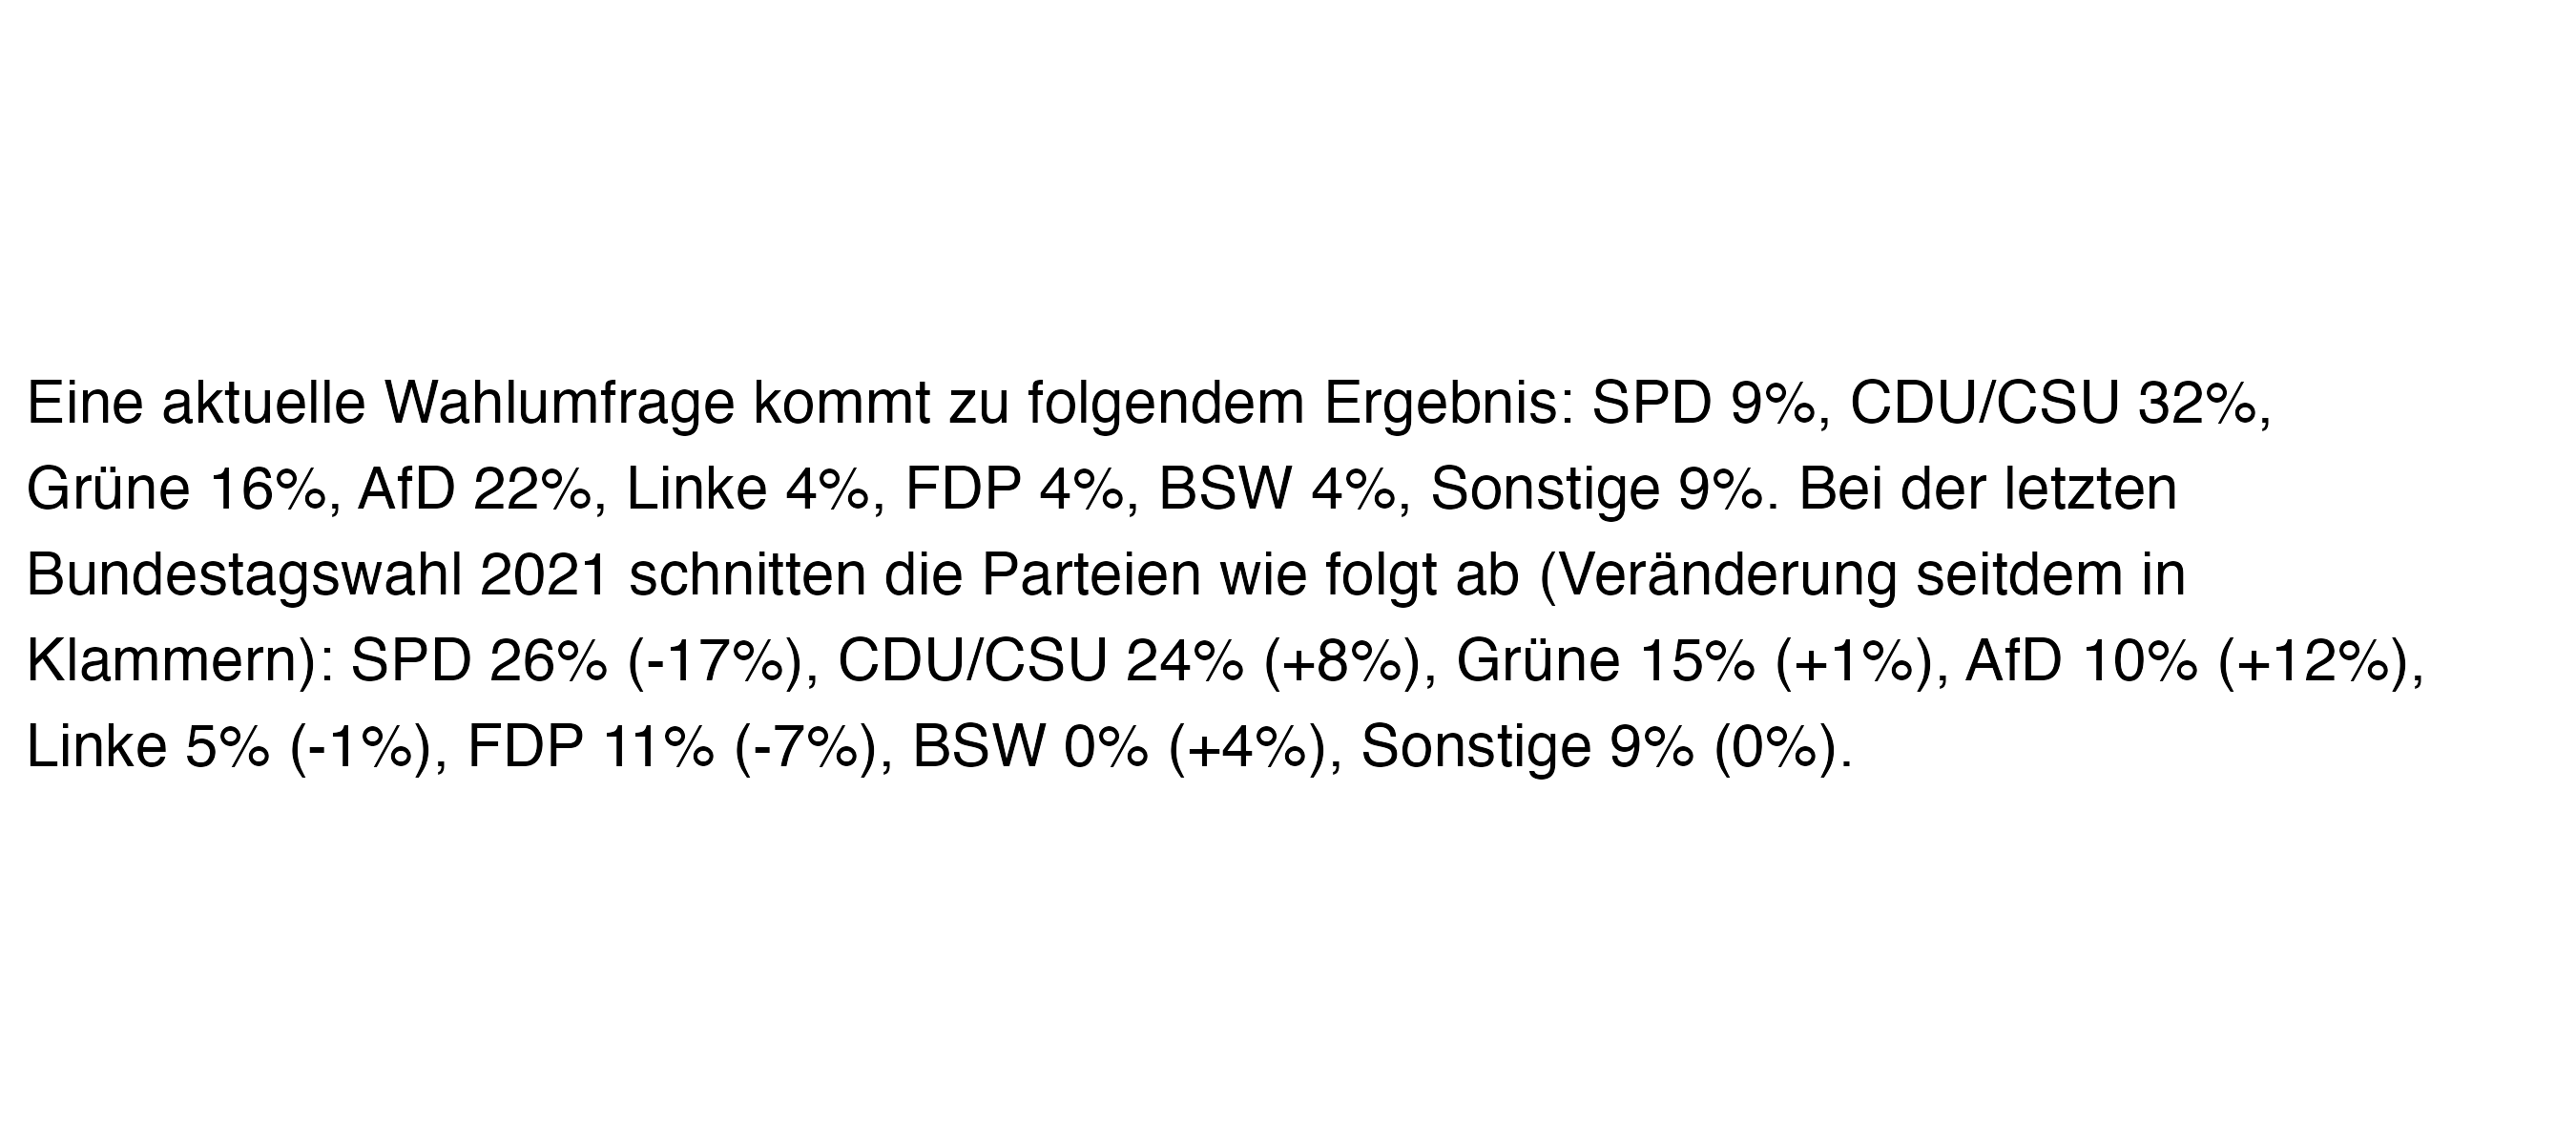 Eine aktuelle Wahlumfrage kommt zu folgendem Ergebnis: SPD 9%, CDU/CSU 32%,
Grüne 16%, AfD 22%, Linke 4%, FDP 4%, BSW 4%, Sonstige 9%. Bei der letzten
Bundestagswahl 2021 schnitten die Parteien wie folgt ab (Veränderung seitdem in
Klammern): SPD 26% (-17%), CDU/CSU 24% (+8%), Grüne 15% (+1%), AfD 10% (+12%),
Linke 5% (-1%), FDP 11% (-7%), BSW 0% (+4%), Sonstige 9% (0%).